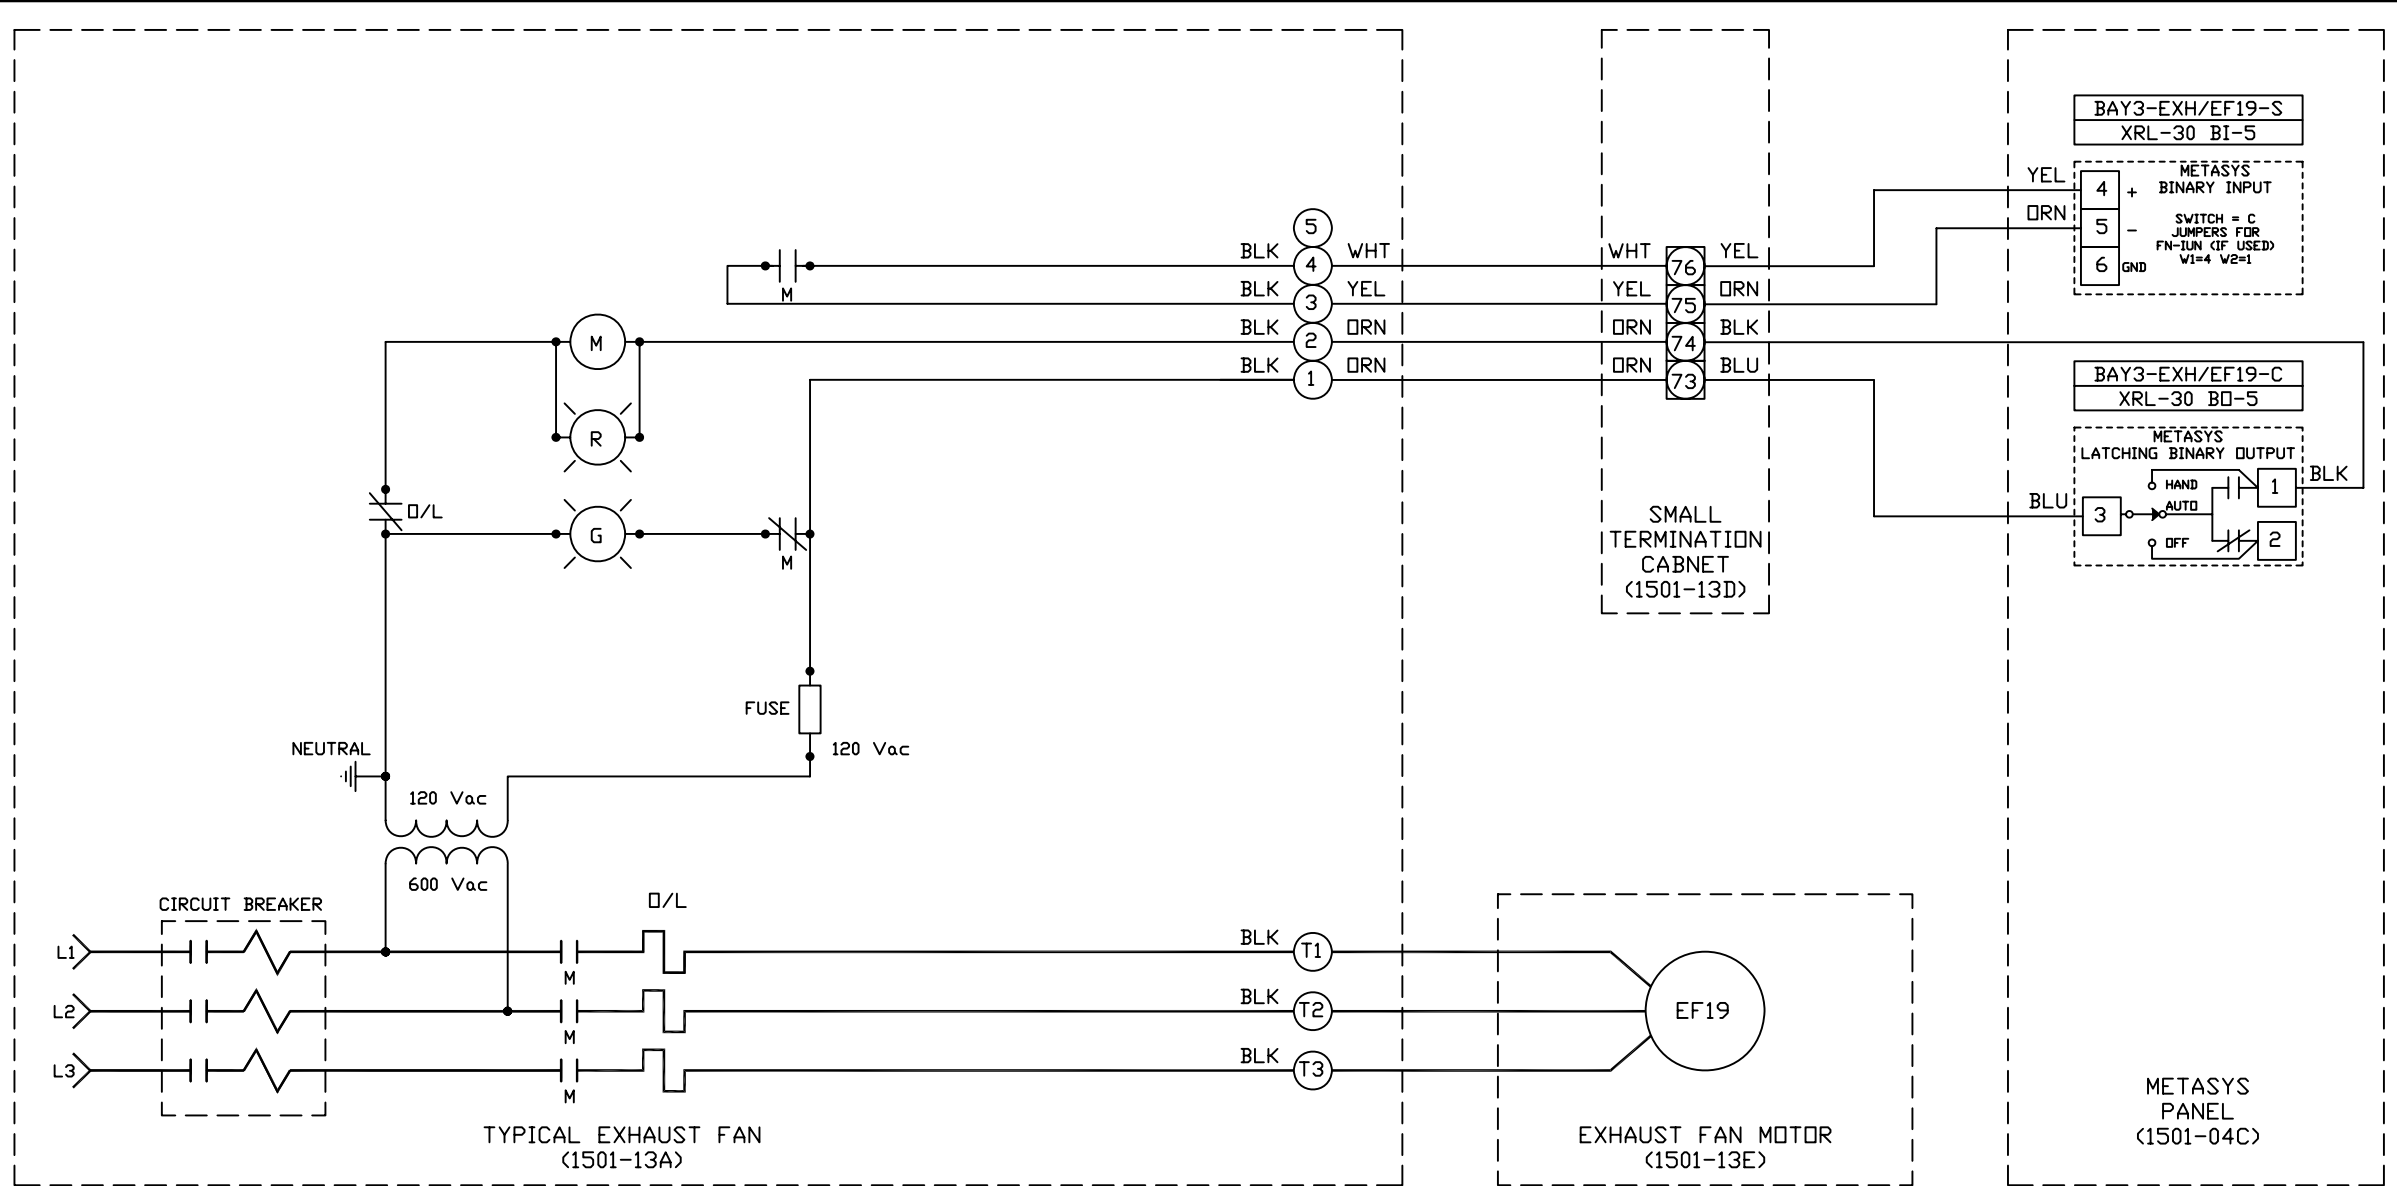 BAY3-EXH/EF19-S
XRL-30 BI-5
YEL
4
+
METASYS
BINARY INPUT
ORN
5
-
SWITCH = C
JUMPERS FOR
FN-IUN (IF USED)
W1=4 W2=1
6
GND
5
BLK
4
WHT
WHT
76
YEL
M
BLK
3
YEL
YEL
75
ORN
M
BLK
2
ORN
ORN
74
BLK
BLK
1
ORN
ORN
73
BLU
BAY3-EXH/EF19-C
XRL-30 BO-5
R
METASYS
LATCHING BINARY OUTPUT
HAND
1
BLK
BLU
3
AUTO
OFF
2
O/L
G
M
SMALL
TERMINATION
CABNET
(1501-13D)
FUSE
120 Vac
NEUTRAL
120 Vac
600 Vac
CIRCUIT BREAKER
O/L
L1
M
BLK
T1
L2
M
BLK
T2
EF19
L3
M
BLK
T3
TYPICAL EXHAUST FAN
(1501-13A)
EXHAUST FAN MOTOR
(1501-13E)
METASYS
PANEL
(1501-04C)